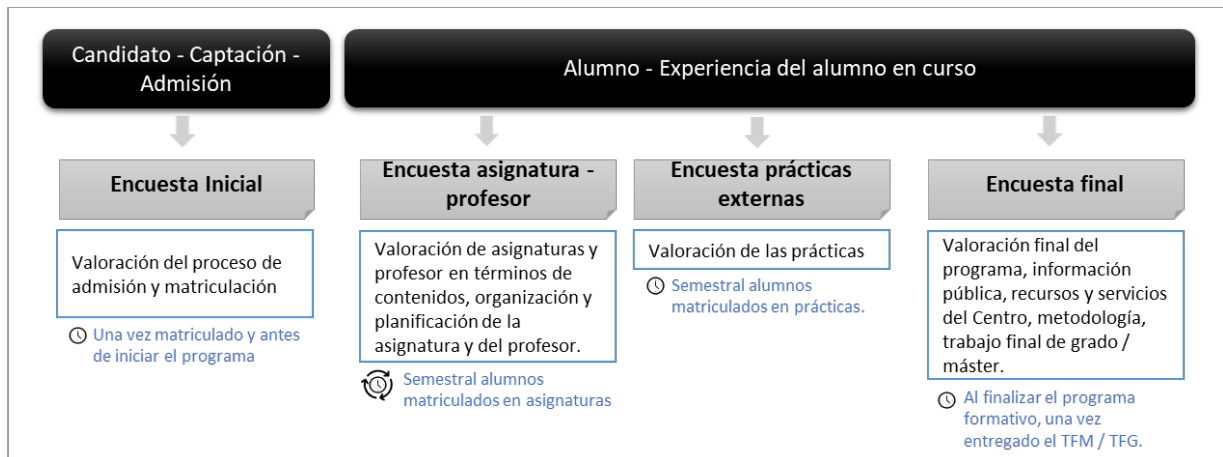 Candidato - Captación -
Admisión
Alumno - Experiencia del alumno en curso
Encuesta Inicial
Valoración del proceso de
admisión y matriculación
Una vez matriculado y antes
de iniciar el programa
Encuesta asignatura -
profesor
Valoración de asignaturas y
profesor en términos de
contenidos, organización y
planificación de la
asignatura y del profesor.
Semestral alumnos
matriculados en asignaturas
Encuesta prácticas
externas
Valoración de las prácticas
Semestral alumnos
matriculados en prácticas.
Encuesta final
Valoración final del
programa, información
pública, recursos y servicios
del Centro, metodología,
trabajo final de grado /
máster.
Al finalizar el programa
formativo, una vez
entregado el TFM / TFG.